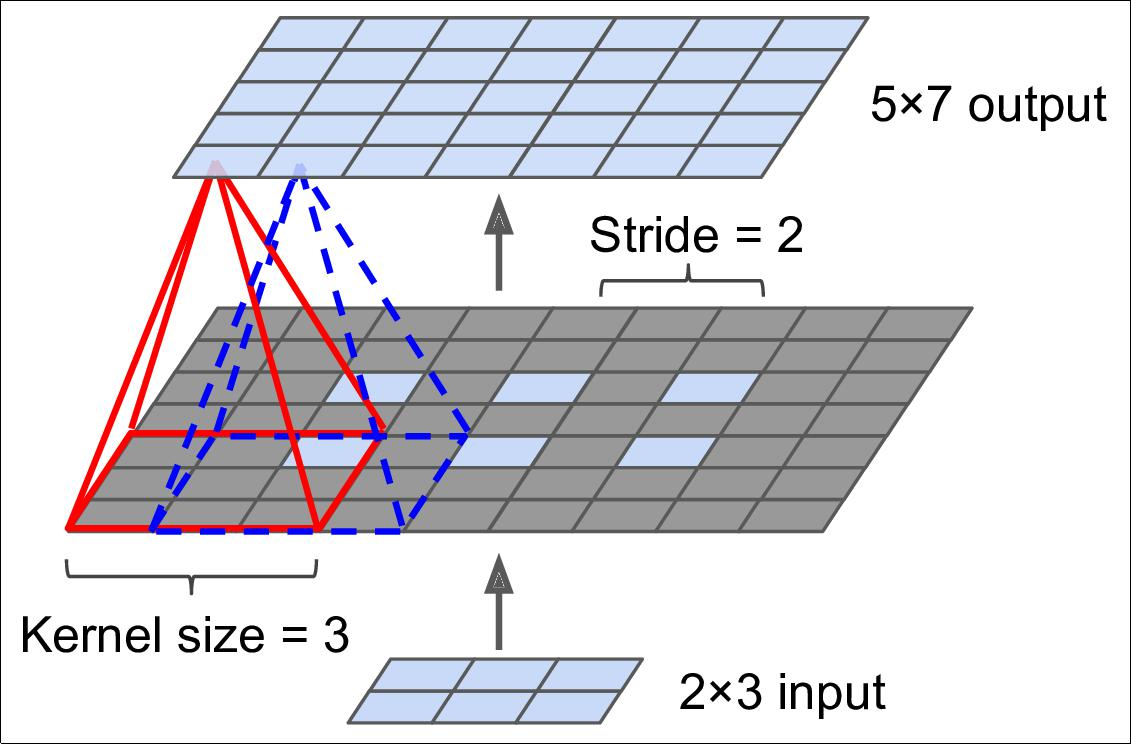 5×7 output
Stride = 2
Kernel size = 3
2×3 input